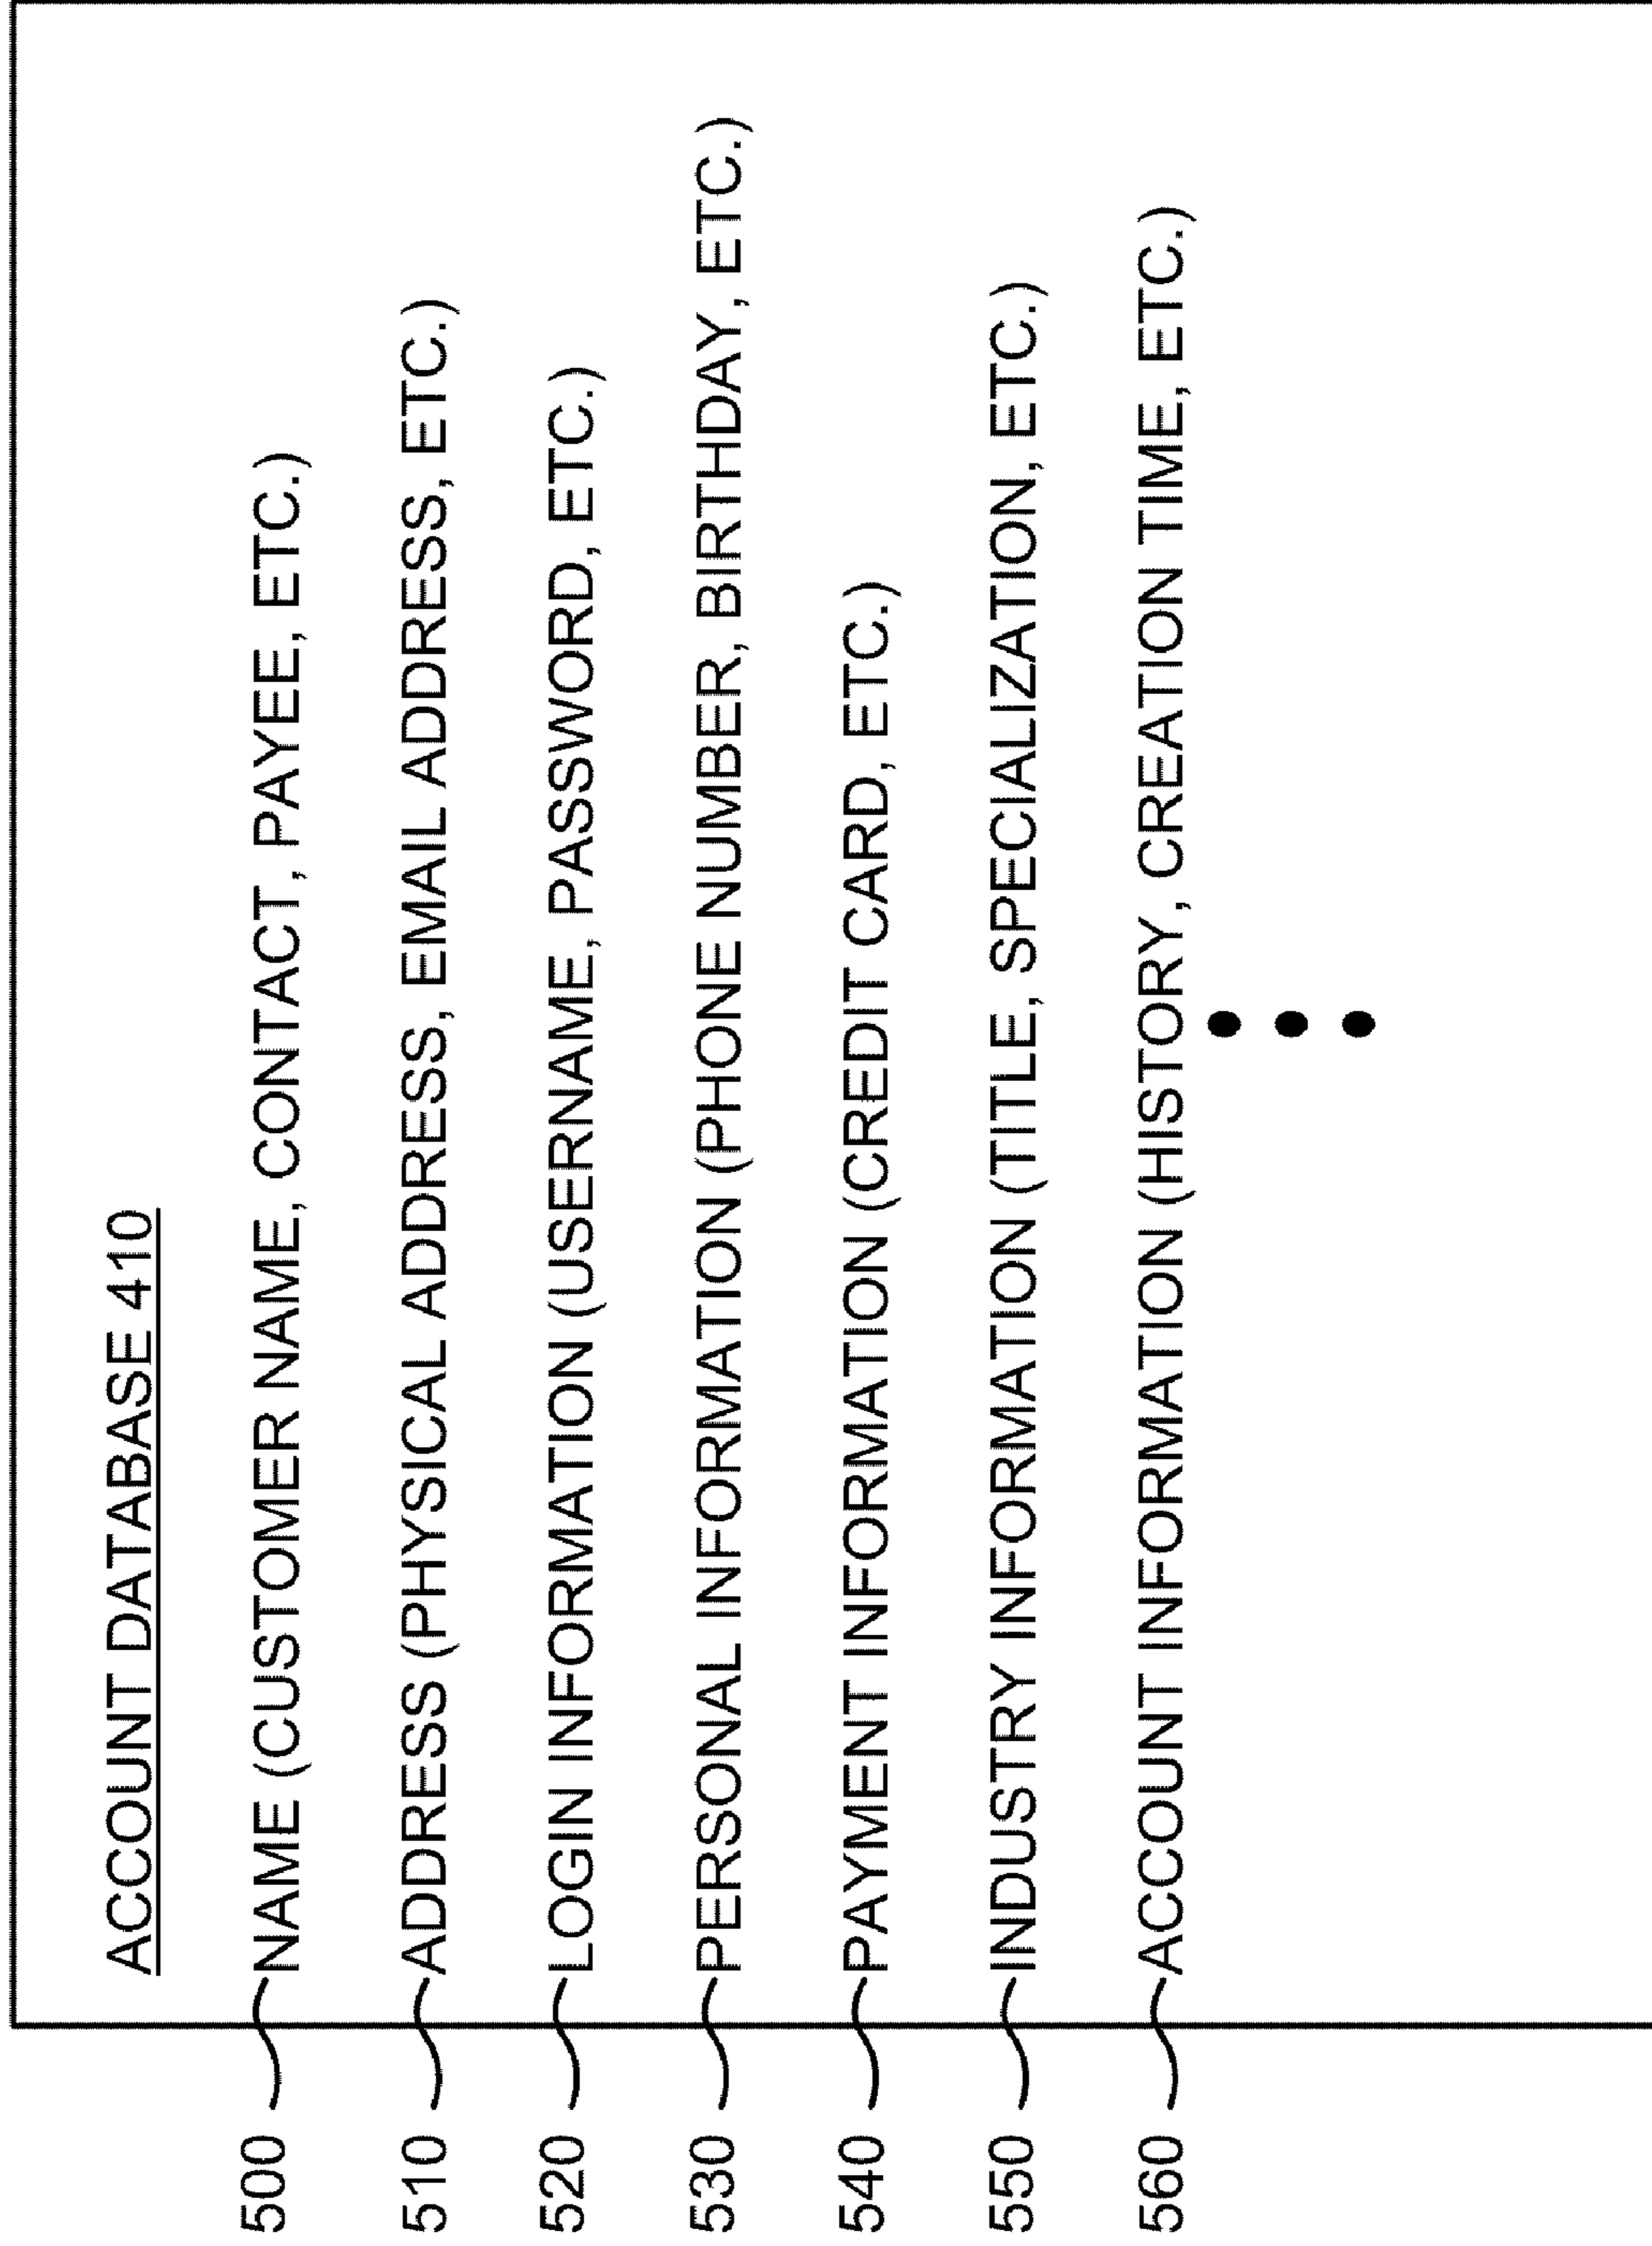 ACCOUNT DATABASE 410
500 NAME (CUSTOMER NAME, CONTACT, PAYEE, ETC.)
510 ADDRESS (PHYSICAL ADDRESS, EMAIL ADDRESS, ETC.)
520 LOGIN INFORMATION (USERNAME, PASSWORD, ETC.)
530 PERSONAL INFORMATION (PHONE NUMBER, BIRTHDAY, ETC.)
540 PAYMENT INFORMATION (CREDIT CARD, ETC.)
550 INDUSTRY INFORMATION (TITLE, SPECIALIZATION, ETC.)
560 ACCOUNT INFORMATION (HISTORY, CREATION TIME, ETC.)